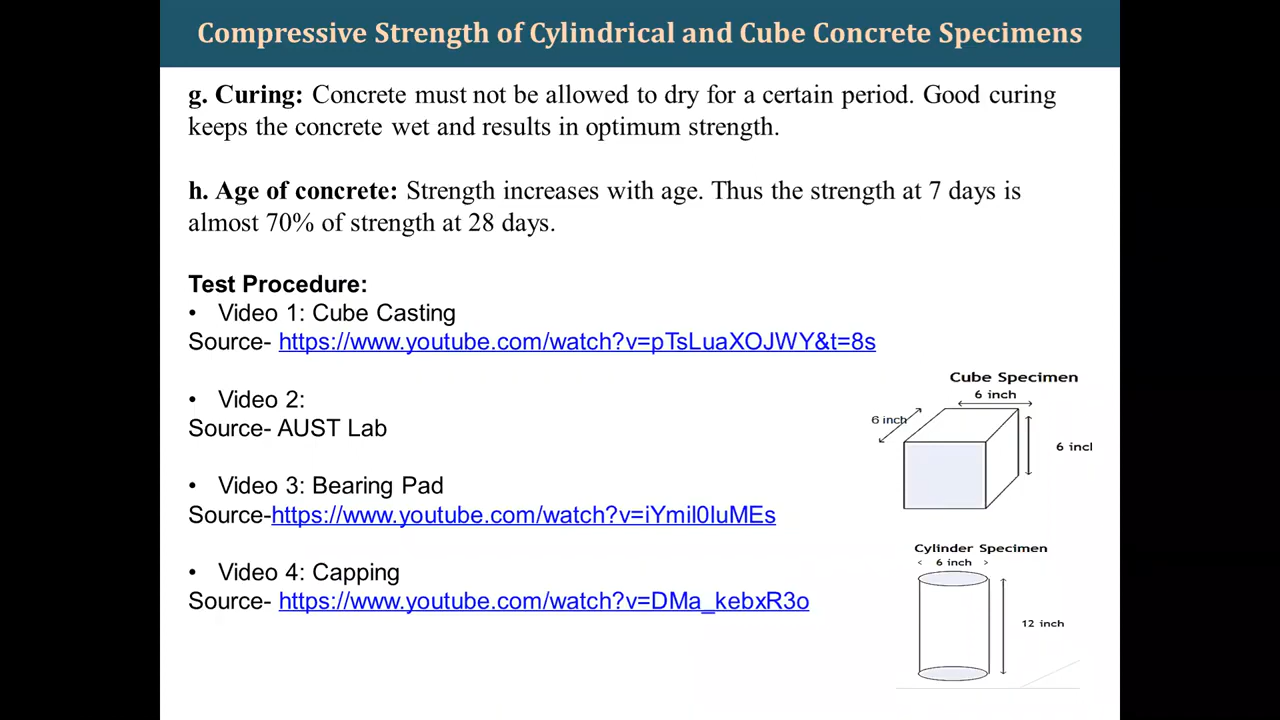 Compressive Strength of Cylindrical and Cube Concrete Specimens
g. Curing: Concrete must not be allowed to dry for a certain period. Good curing
keeps the concrete wet and results in optimum strength.
h. Age of concrete: Strength increases with age. Thus the strength at 7 days is
almost 70% of strength at 28 days.
Test Procedure:
• Video 1: Cube Casting
Source- https://www.youtube.com/watch?v=pTsLuaXOJWY&t=8s
• Video 2:
Source- AUST Lab
• Video 3: Bearing Pad
Source-https://www.youtube.com/watch?v=iYmil0luMEs
• Video 4: Capping
Source- https://www.youtube.com/watch?v=DMa_kebxR3o
Cube Specimen
6 inch
6 inch
6 incl
Cylinder Specimen
6 inch
12 inch